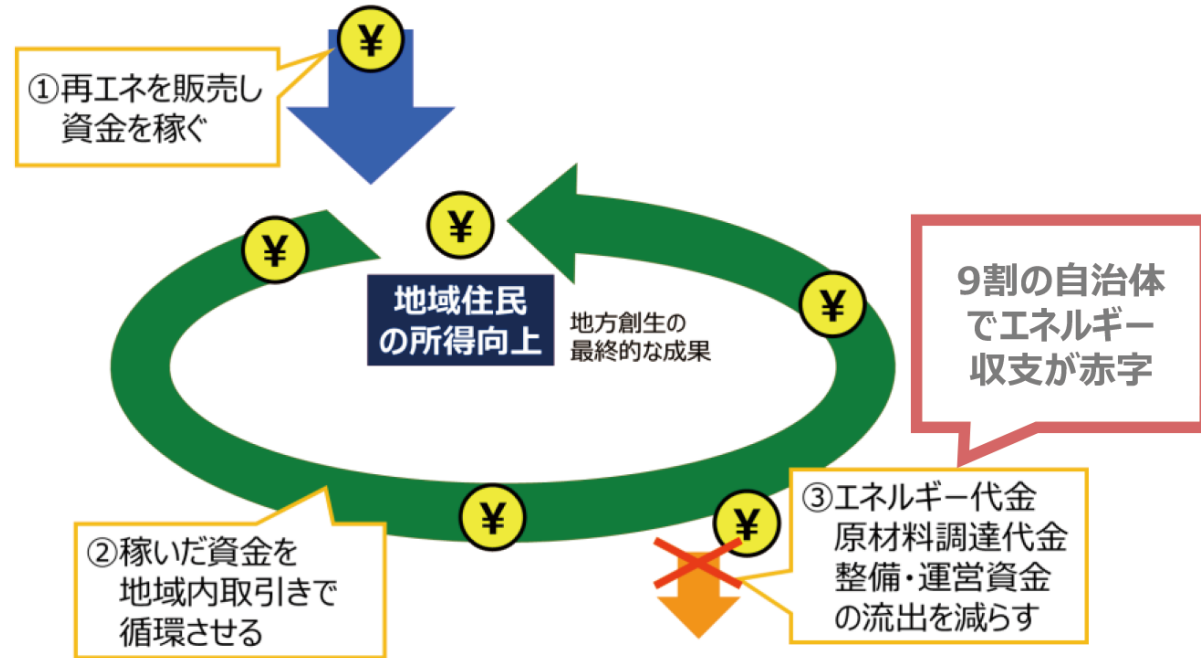 ¥
①再エネを販売し
資金を稼ぐ
¥
¥
地域住民
の所得向上
地方創生の
最終的な成果
¥
9割の自治体
でエネルギー
収支が赤字
¥
¥
②稼いだ資金を
地域内取引きで
循環させる
③エネルギー代金
原材料調達代金
整備・運営資金
の流出を減らす